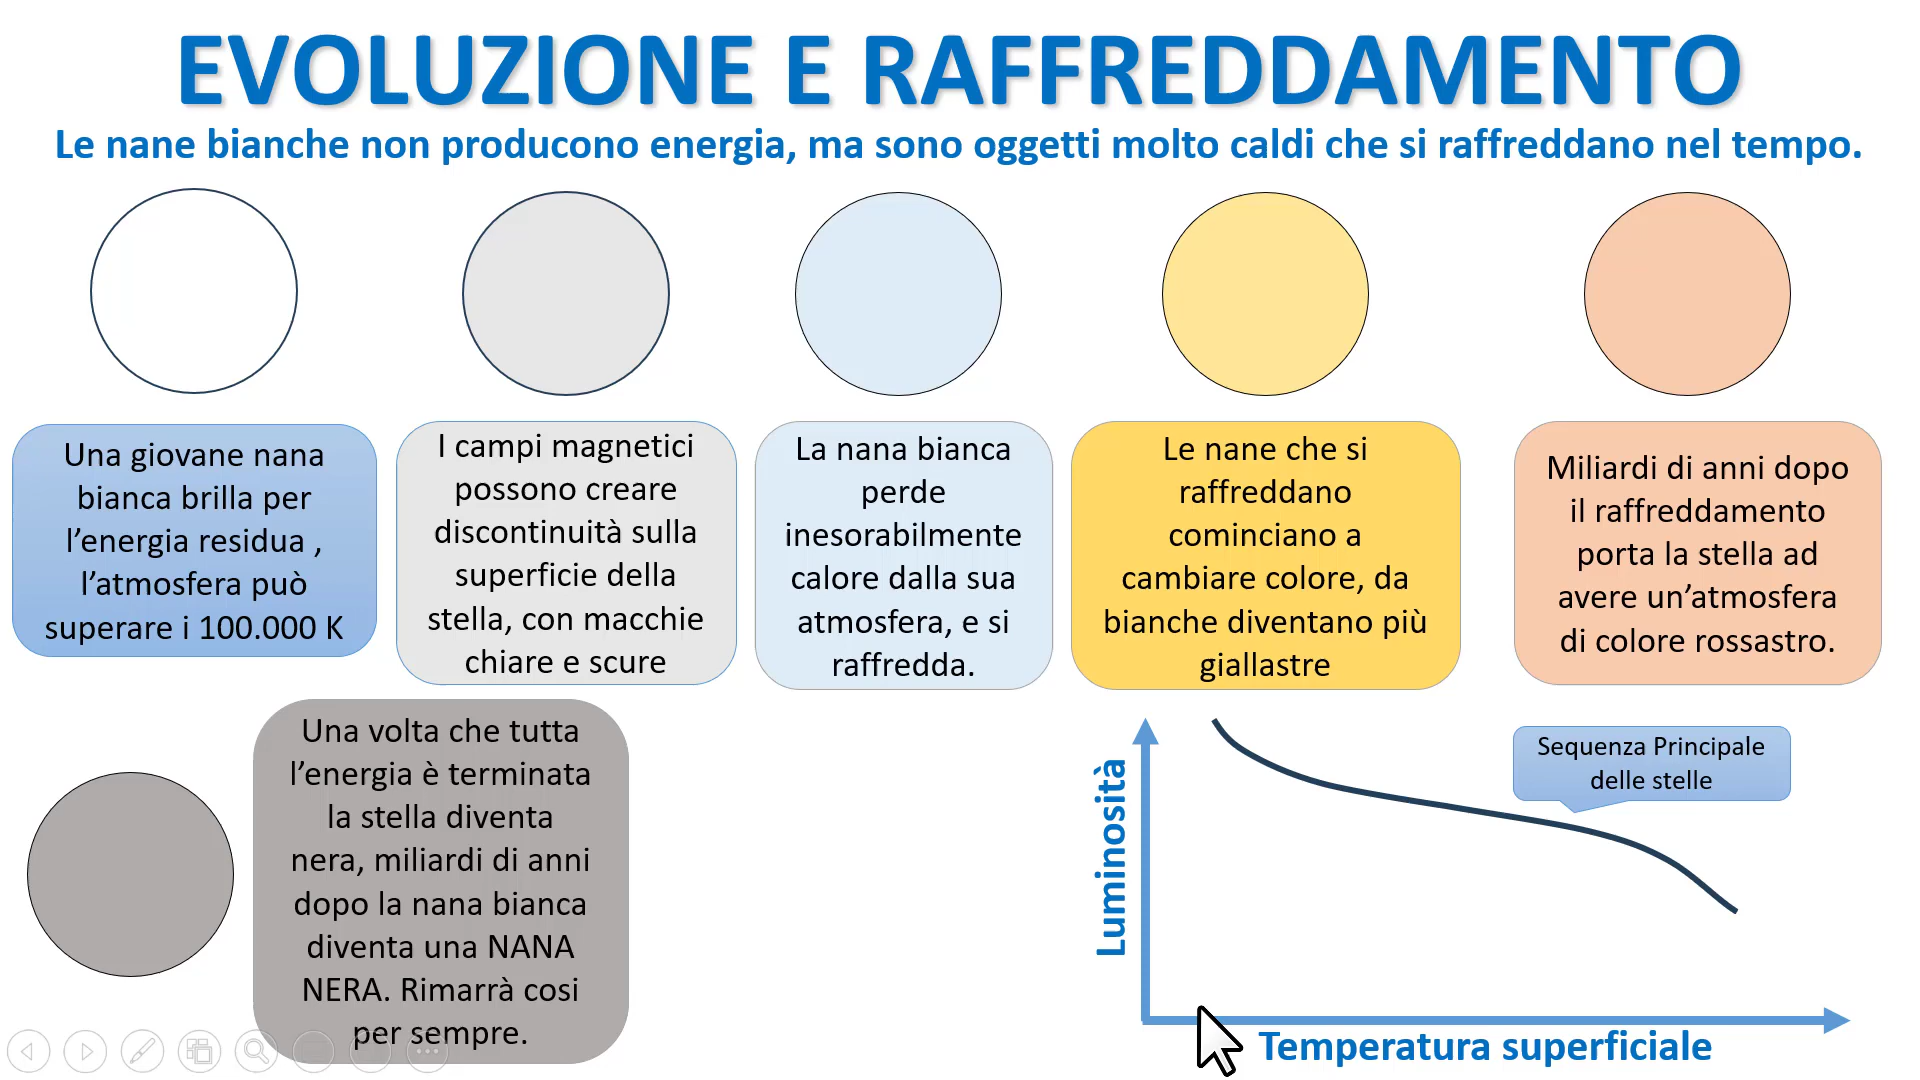 EVOLUZIONE E RAFFREDDAMENTO
Le nane bianche non producono energia, ma sono oggetti molto caldi che si raffreddano nel tempo.
Una giovane nana
bianca brilla per
l’energia residua ,
l’atmosfera può
superare i 100.000 K
I campi magnetici
possono creare
discontinuità sulla
superficie della
stella, con macchie
chiare e scure
La nana bianca
perde
inesorabilmente
calore dalla sua
atmosfera, e si
raffredda.
Le nane che si
raffreddano
cominciano a
cambiare colore, da
bianche diventano più
giallastre
Miliardi di anni dopo
il raffreddamento
porta la stella ad
avere un’atmosfera
di colore rossastro.
Una volta che tutta
l’energia è terminata
la stella diventa
nera, miliardi di anni
dopo la nana bianca
diventa una NANA
NERA. Rimarrà cosi
per sempre.
Luminosità
Sequenza Principale
delle stelle
Temperatura superficiale